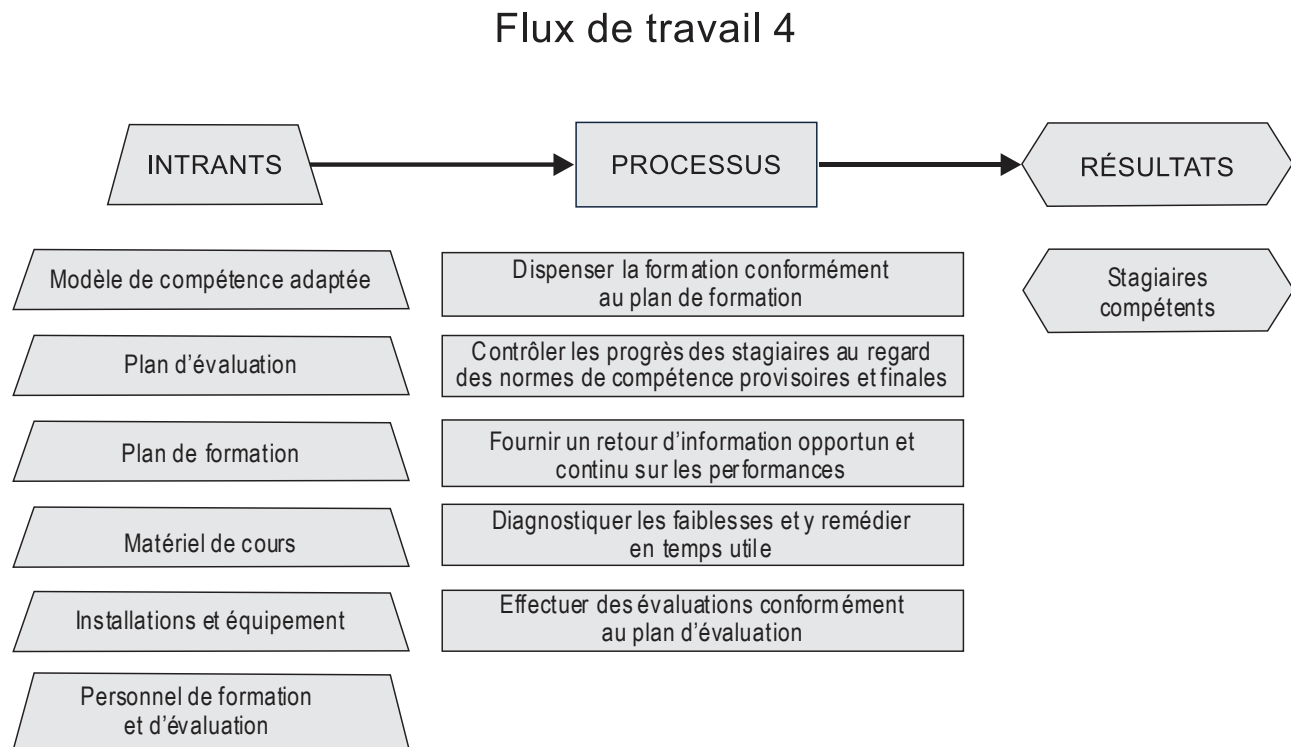 Flux de travail 4
INTRANTS
PROCESSUS
RÉSULTATS
Modèle de compétence adaptée
Plan d’évaluation
Plan de formation
Matériel de cours
Installations et équipement
Personnel de formation
et d’évaluation
Dispenser la formation conformément
au plan de formation
Contrôler les progrès des stagiaires au regard
des normes de compétence provisoires et finales
Fournir un retour d’information opportun et
continu sur les performances
Diagnostiquer les faiblesses et y remédier
en temps utile
Effectuer des évaluations conformément
au plan d’évaluation
Stagiaires
compétents